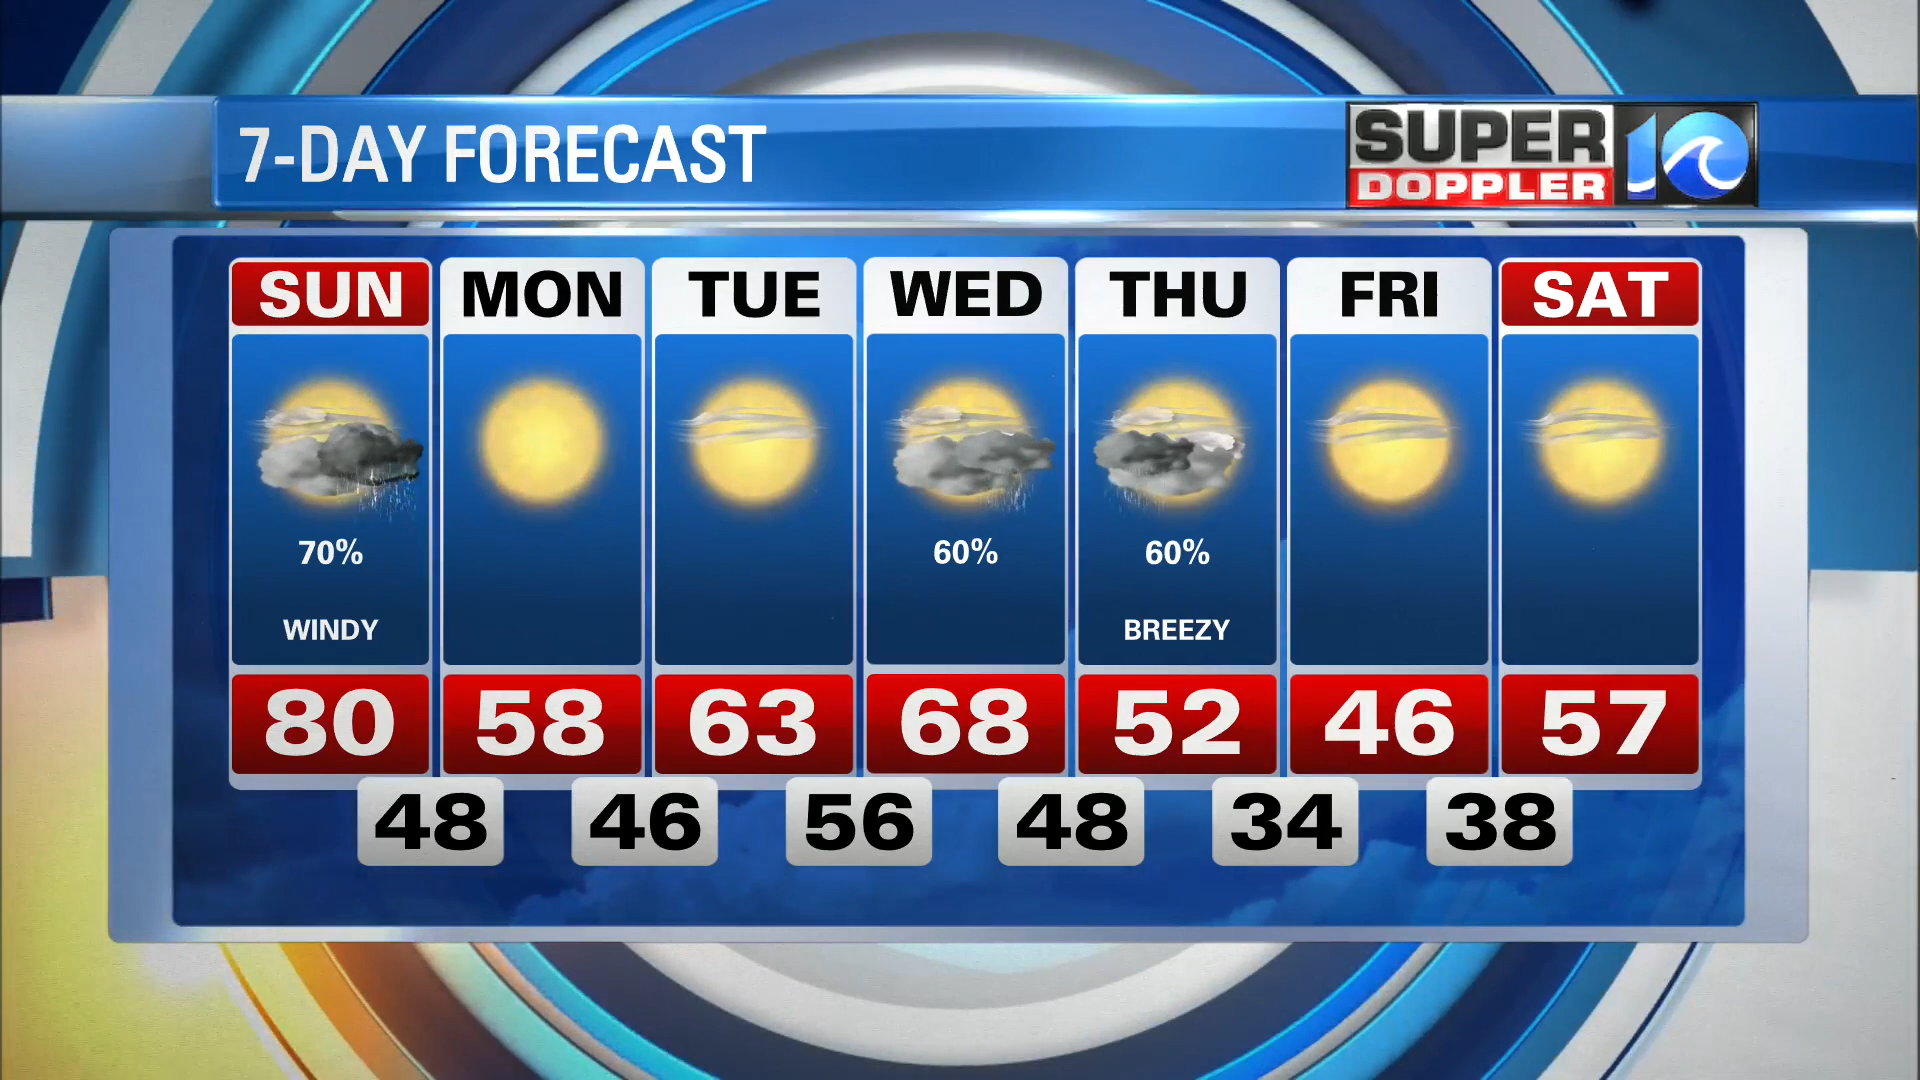 7-DAY FORECAST
SUPER
DOPPLER
10
SUN MON TUE WED THU FRI SAT
70% 60% 60%
WINDY BREEZY
80 58 63 68 52 46 57
48 46 56 48 34 38